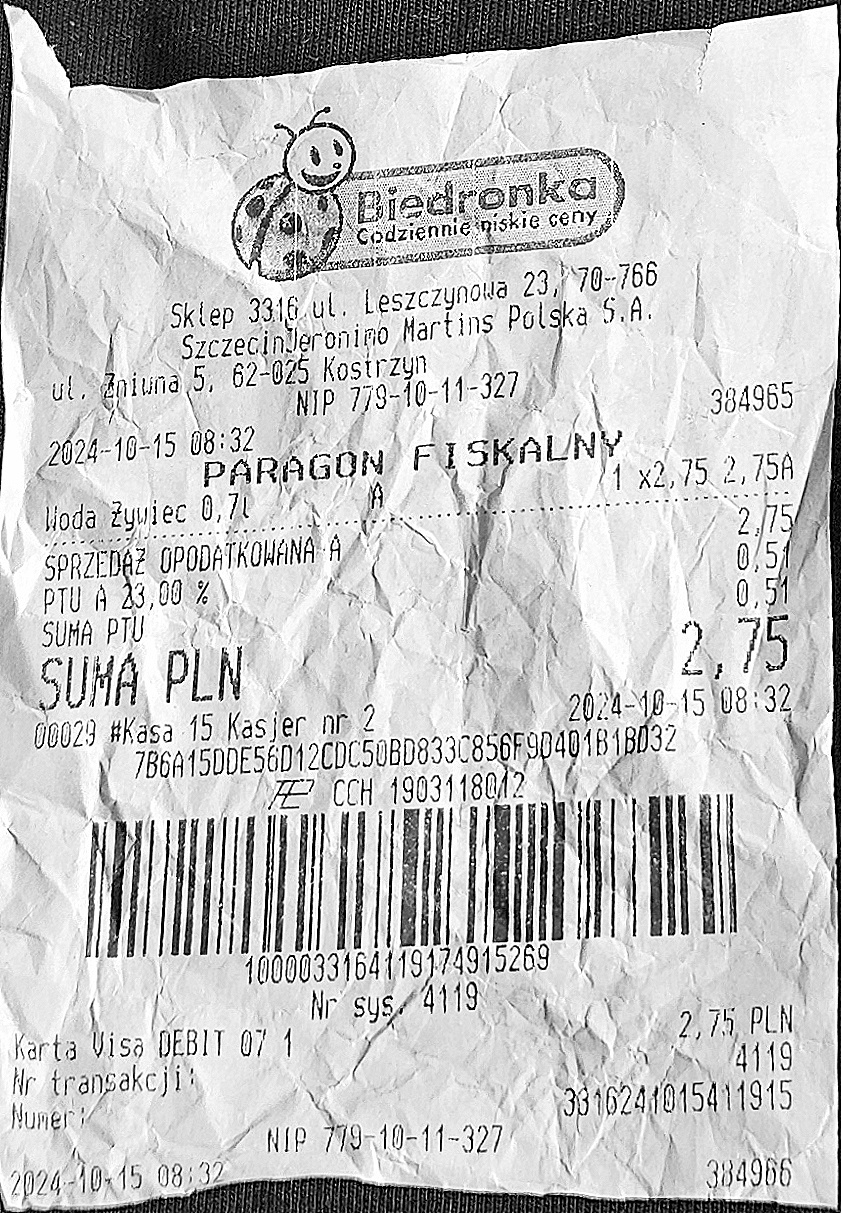 Biedronka
Codziennie niskie ceny
Sklep 3316 ul. Leszczynowa 23, 70-766
SzczecinJeronimo Martins Polska S.A.
ul. Żniwna 5, 62-025 Kostrzyn
NIP 779-10-11-327
2024-10-15 08:32 384965
PARAGON FISKALNY
Woda Żywiec 0,7l A 1 x2,75 2,75A
SPRZEDAŻ OPODATKOWANA A 2,75
PTU A 23,00 % 0,51
SUMA PTU 0,51
SUMA PLN 2,75
00029 #Kasa 15 Kasjer nr 2 2024-10-15 08:32
7B6A15DDE56D12CDC50BD833C856F9D401B1BD32
CCH 1903118012
1000033164119174915269
Nr sys. 4119
Karta Visa DEBIT 07 1 2,75 PLN
Nr transakcji: 4119
Numer: 3316241015411915
NIP 779-10-11-327
2024-10-15 08:32 384966